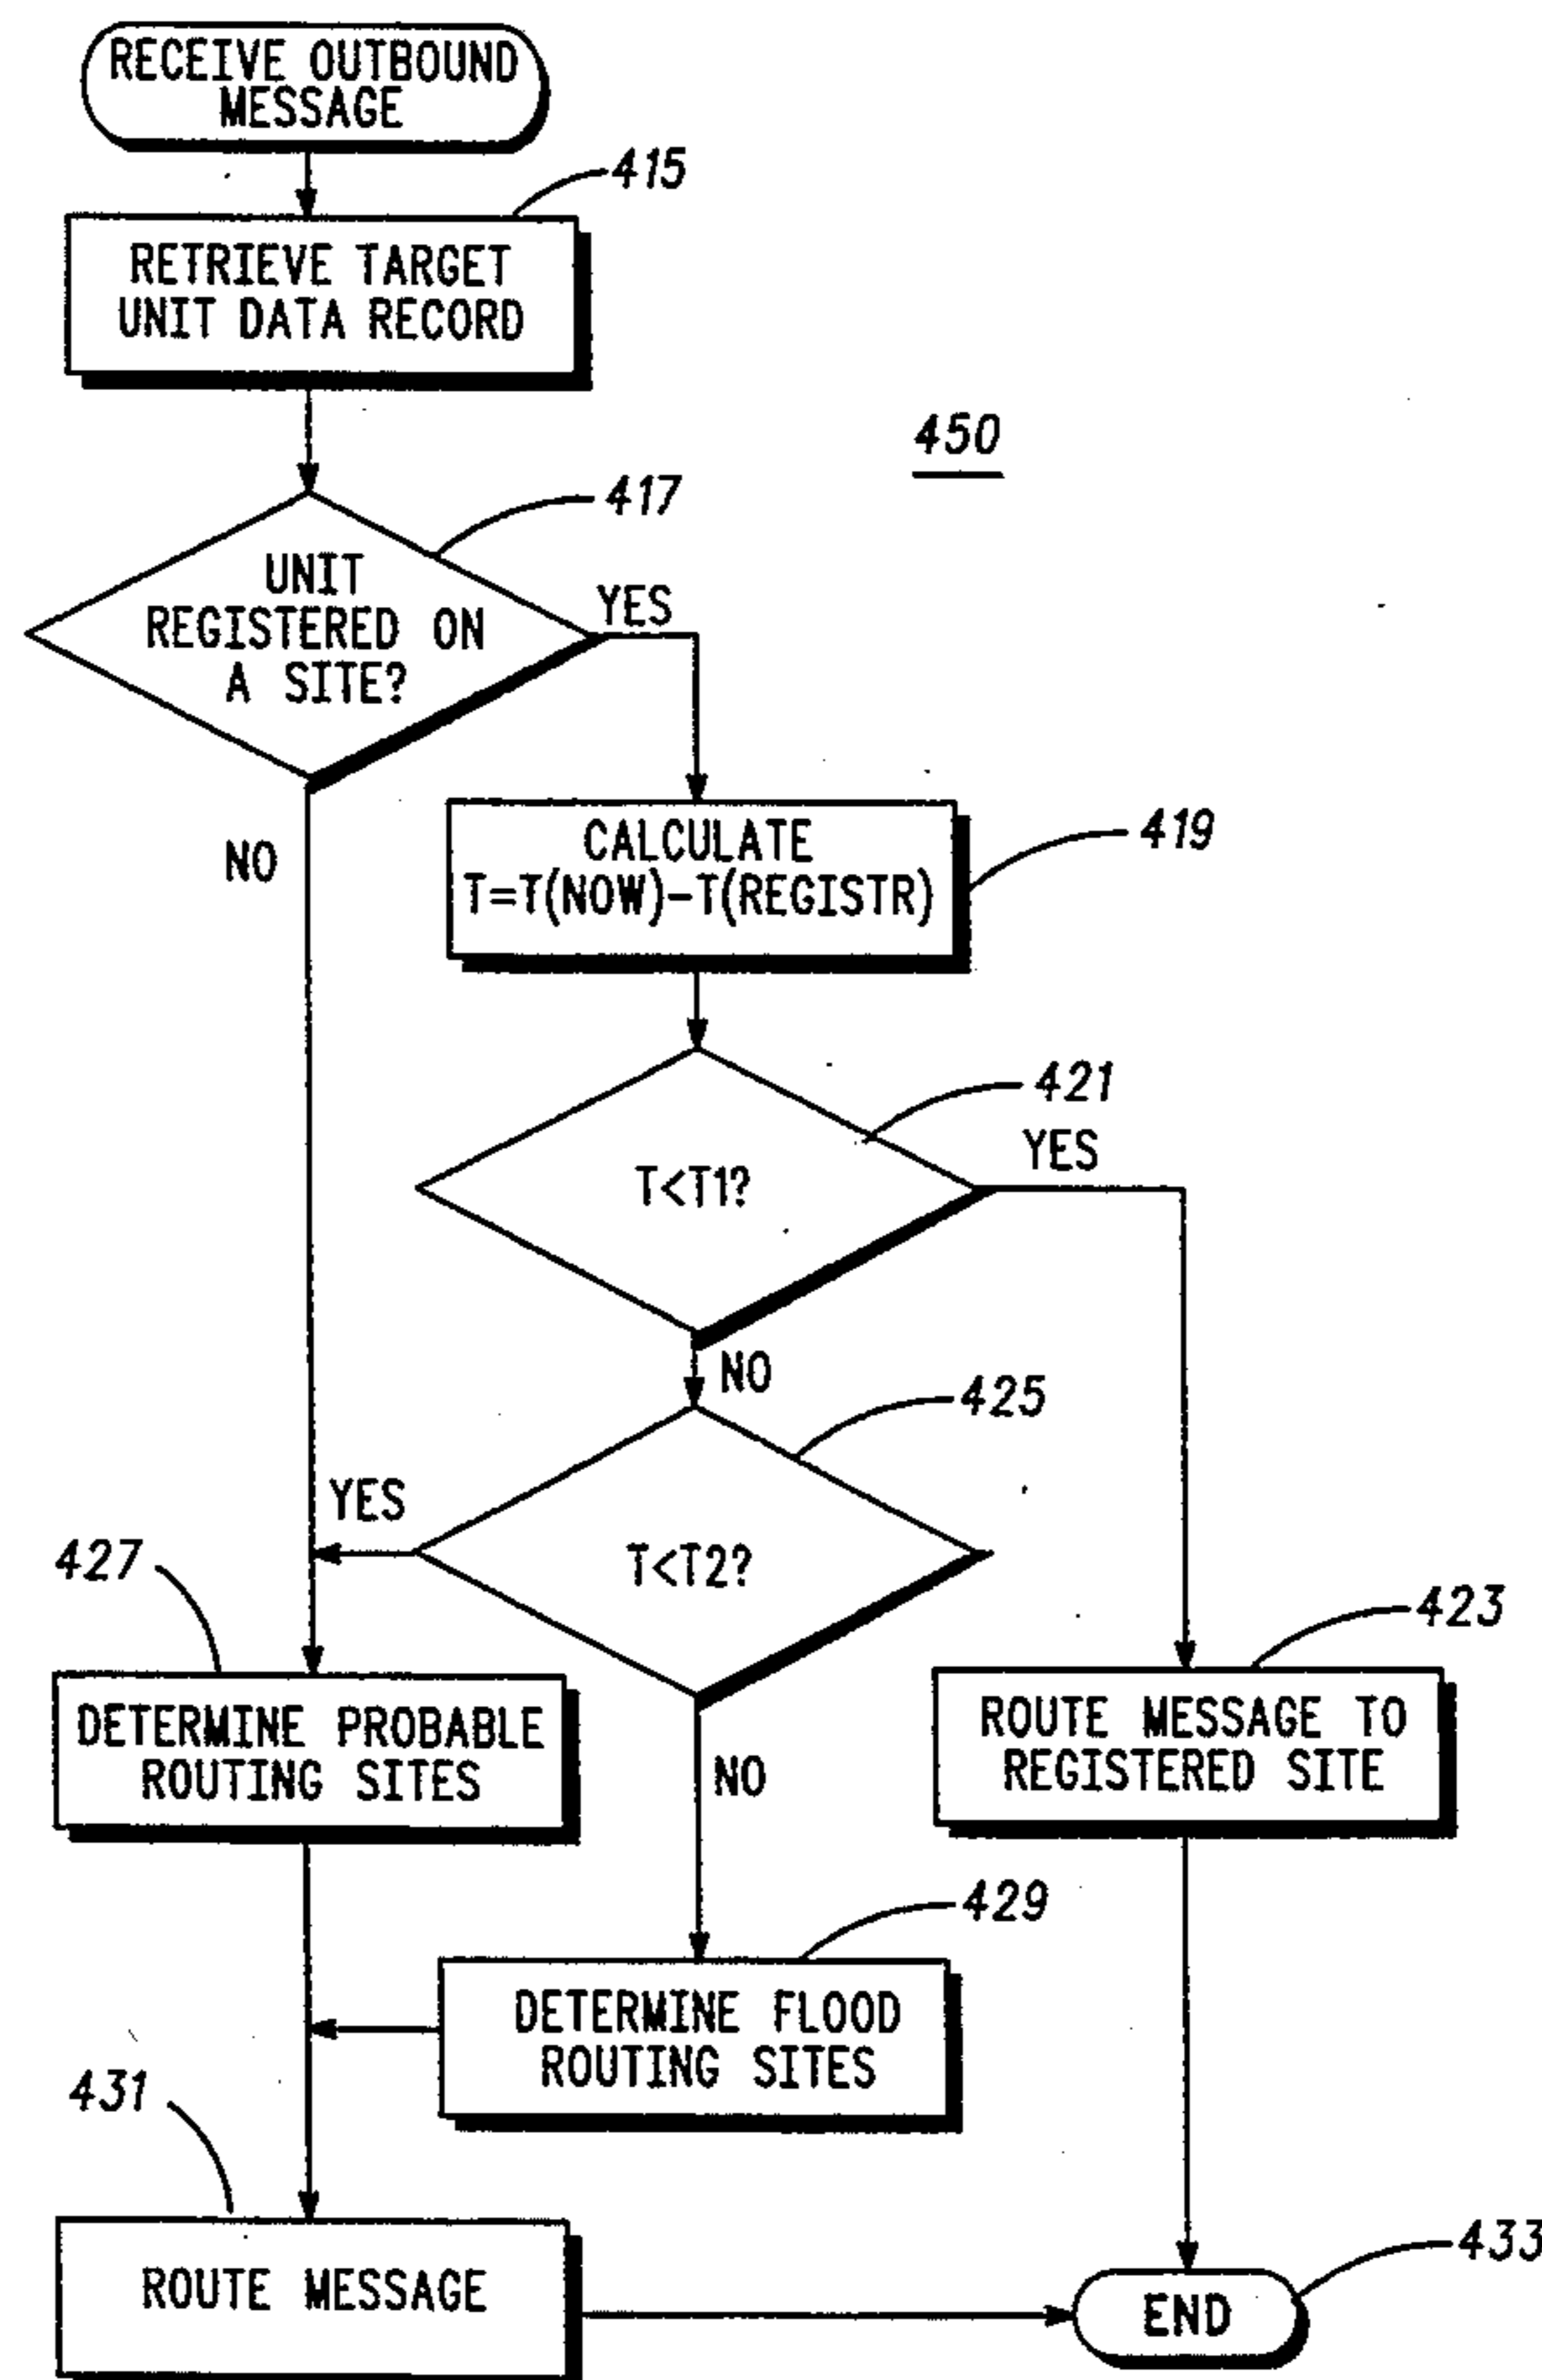 RECEIVE OUTBOUND
MESSAGE
415
RETRIEVE TARGET
UNIT DATA RECORD
450
417
UNIT
REGISTERED ON
A SITE?
YES
NO
CALCULATE
T=T(NOW)-T(REGISTR)
419
421
T<T1?
YES
NO
425
YES
T<T2?
427
423
DETERMINE PROBABLE
ROUTING SITES
ROUTE MESSAGE TO
REGISTERED SITE
NO
429
DETERMINE FLOOD
ROUTING SITES
431
ROUTE MESSAGE
433
END